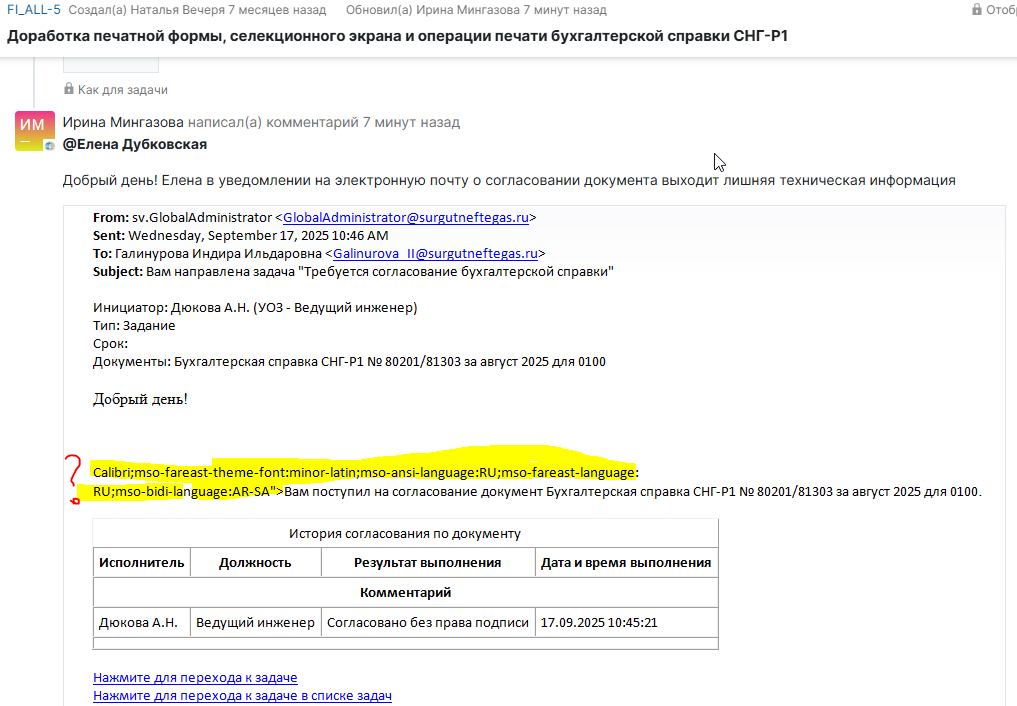 FI_ALL-5 Создал(а) Наталья Вечеря 7 месяцев назад Обновил(а) Ирина Мингазова 7 минут назад Отоб
Доработка печатной формы, селекционного экрана и операции печати бухгалтерской справки СНГ-Р1
Как для задачи
ИМ
Ирина Мингазова написал(а) комментарий 7 минут назад
@Елена Дубковская
Добрый день! Елена в уведомлении на электронную почту о согласовании документа выходит лишняя техническая информация
From: sv.GlobalAdministrator <GlobalAdministrator@surgutneftegas.ru>
Sent: Wednesday, September 17, 2025 10:46 AM
To: Галинурова Индира Ильдаровна <Galinurova_II@surgutneftegas.ru>
Subject: Вам направлена задача "Требуется согласование бухгалтерской справки"
Инициатор: Дюкова А.Н. (УОЗ - Ведущий инженер)
Тип: Задание
Срок:
Документы: Бухгалтерская справка СНГ-Р1 № 80201/81303 за август 2025 для 0100
Добрый день!
?
Calibri;mso-fareast-theme-font:minor-latin;mso-ansi-language:RU;mso-fareast-language:
RU;mso-bidi-language:AR-SA">Вам поступил на согласование документ Бухгалтерская справка СНГ-Р1 № 80201/81303 за август 2025 для 0100.
История согласования по документу
Исполнитель Должность Результат выполнения Дата и время выполнения
Комментарий
Дюкова А.Н. Ведущий инженер Согласовано без права подписи 17.09.2025 10:45:21
Нажмите для перехода к задаче
Нажмите для перехода к задаче в списке задач